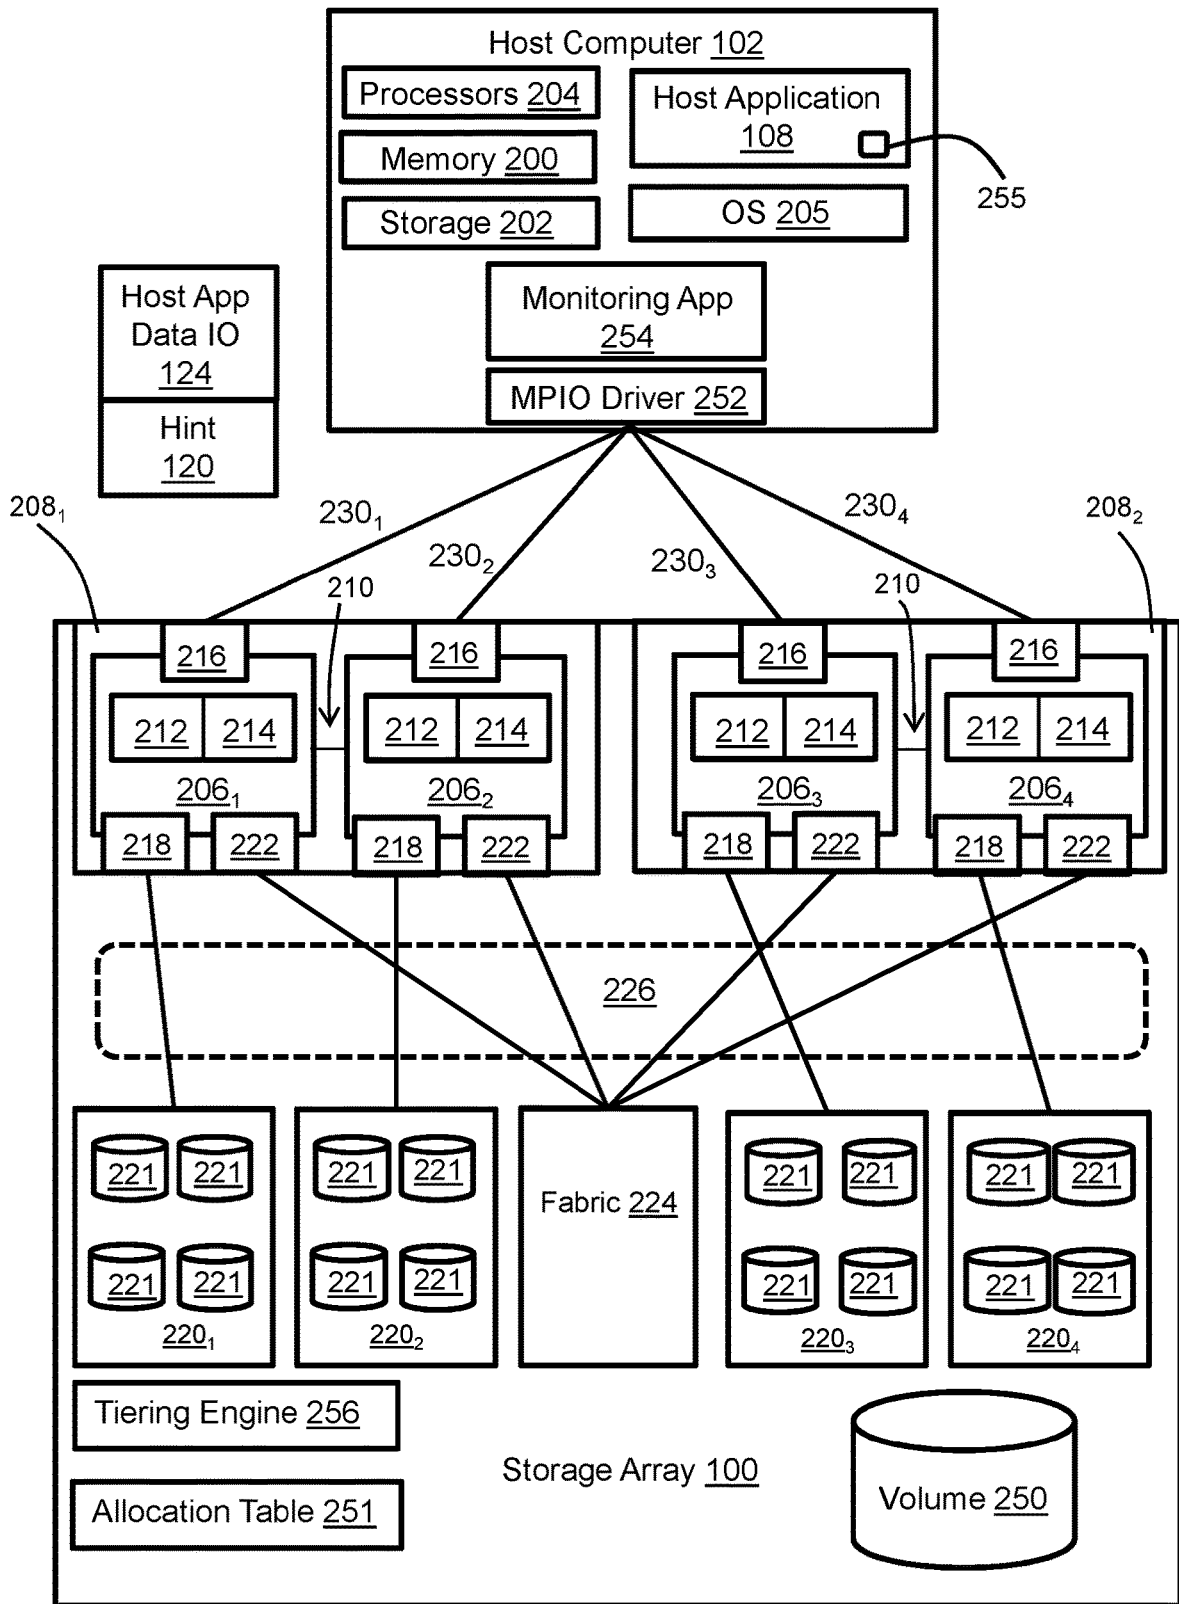 Host Computer 102
Processors 204
Host Application
108
Memory 200
255
Storage 202
OS 205
Host App
Data IO
124
Monitoring App
254
MPIO Driver 252
Hint
120
208₁
230₁
230₂
230₃
230₄
208₂
210
210
216
216
216
216
212 214
212 214
212 214
212 214
206₁
206₂
206₃
206₄
218 222
218 222
218 222
218 222
226
221 221
221 221
Fabric 224
221 221
221 221
221 221
221 221
221 221
221 221
220₁
220₂
220₃
220₄
Tiering Engine 256
Storage Array 100
Volume 250
Allocation Table 251